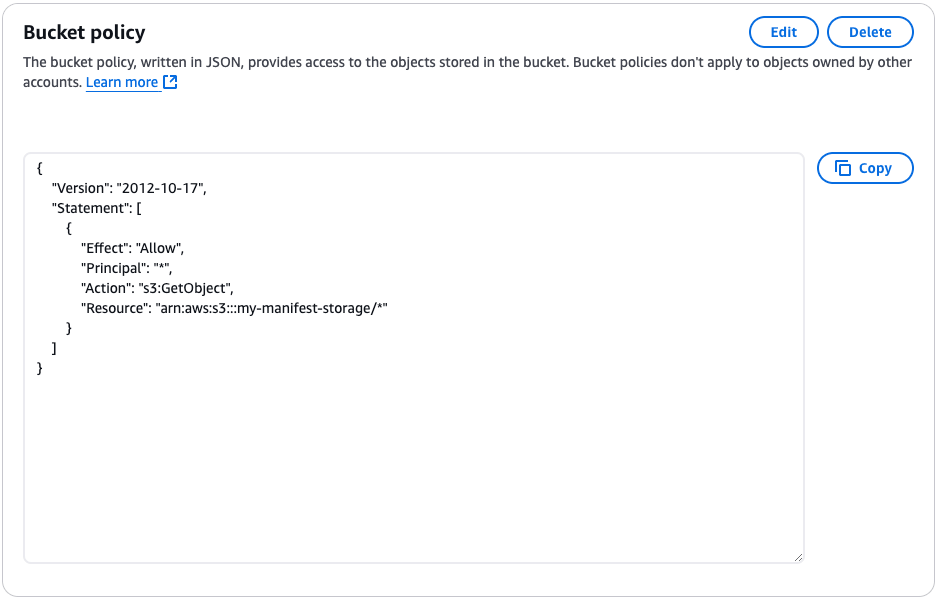 Bucket policy
Edit
Delete
The bucket policy, written in JSON, provides access to the objects stored in the bucket. Bucket policies don't apply to objects owned by other
accounts. Learn more
Copy
{
    "Version": "2012-10-17",
    "Statement": [
        {
            "Effect": "Allow",
            "Principal": "*",
            "Action": "s3:GetObject",
            "Resource": "arn:aws:s3:::my-manifest-storage/*"
        }
    ]
}